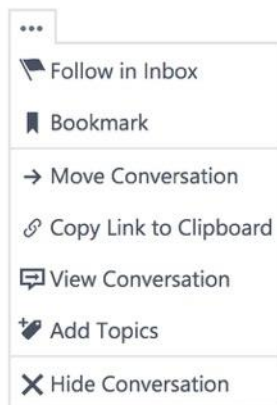 Follow in Inbox
Bookmark
Move Conversation
Copy Link to Clipboard
View Conversation
Add Topics
Hide Conversation